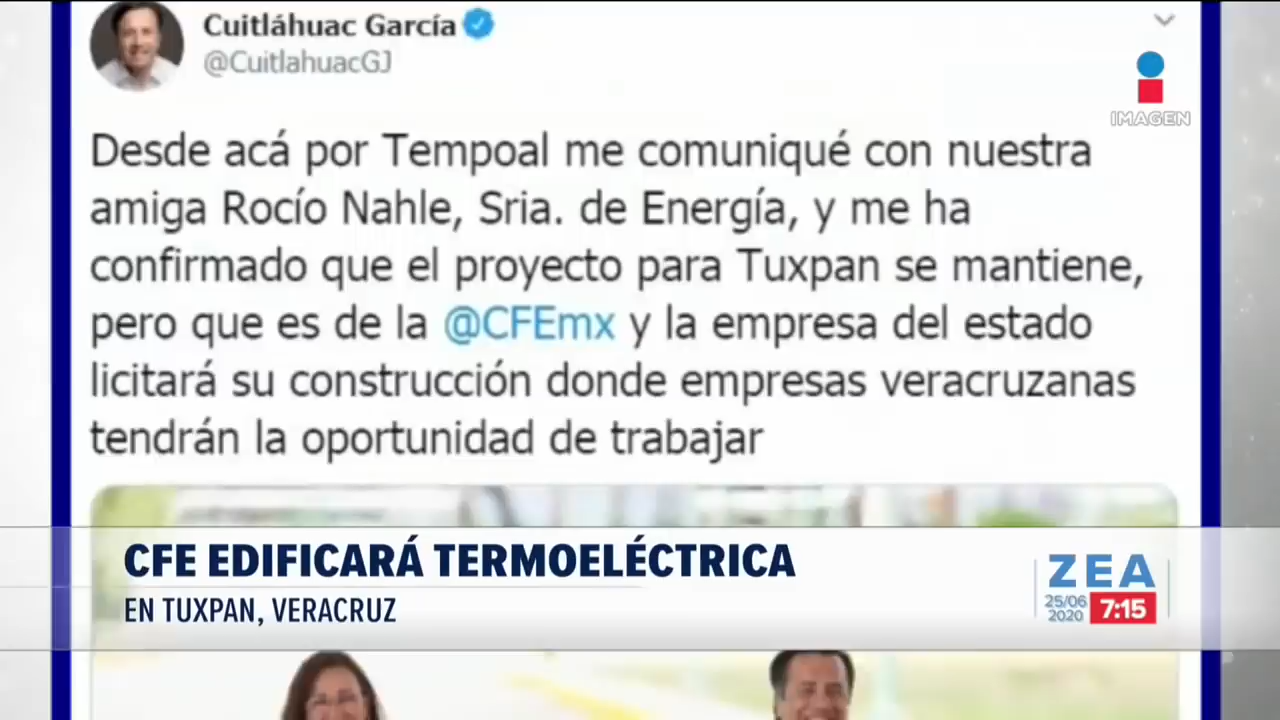 Cuitláhuac García
@CuitlahuacGJ
IMAGEN
Desde acá por Tempoal me comuniqué con nuestra
amiga Rocío Nahle, Sria. de Energía, y me ha
confirmado que el proyecto para Tuxpan se mantiene,
pero que es de la @CFEmx y la empresa del estado
licitará su construcción donde empresas veracruzanas
tendrán la oportunidad de trabajar
CFE EDIFICARÁ TERMOELÉCTRICA
EN TUXPAN, VERACRUZ
ZEA
25/06
2020
7:15